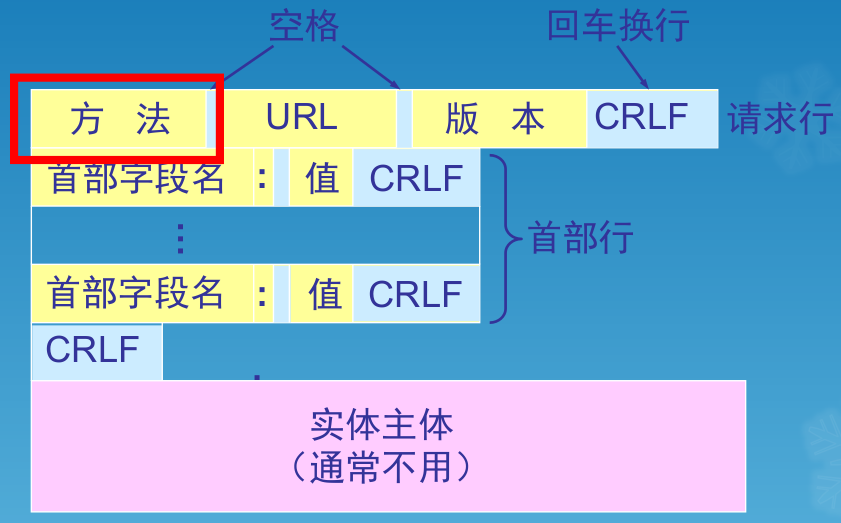 空格 回车换行
方 法 URL 版 本 CRLF 请求行
首部字段名 : 值 CRLF
⋮ 首部行
首部字段名 : 值 CRLF
CRLF
实体主体
（通常不用）